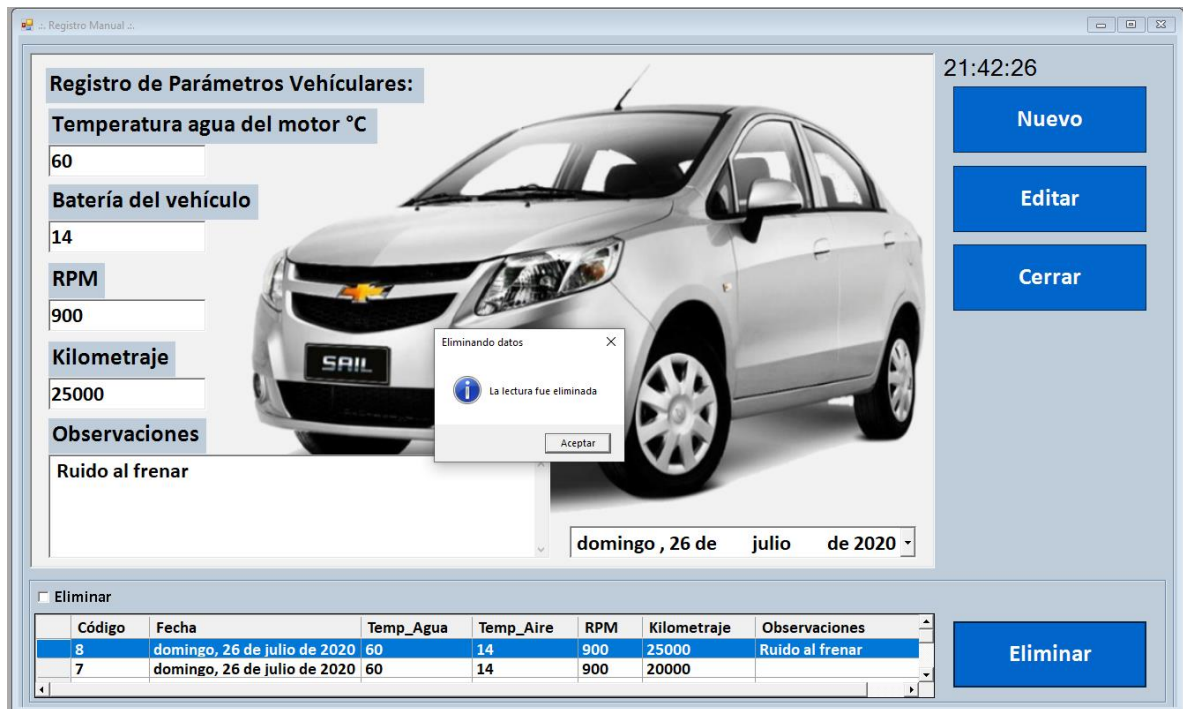 .:. Registro Manual .:.
21:42:26
Registro de Parámetros Vehículares:
Temperatura agua del motor °C
60
Batería del vehículo
14
RPM
900
Kilometraje
25000
Observaciones
Ruido al frenar
SAIL
Eliminando datos
La lectura fue eliminada
Aceptar
domingo , 26 de julio de 2020
Nuevo
Editar
Cerrar
Eliminar
Código Fecha Temp_Agua Temp_Aire RPM Kilometraje Observaciones
8 domingo, 26 de julio de 2020 60 14 900 25000 Ruido al frenar
7 domingo, 26 de julio de 2020 60 14 900 20000
Eliminar